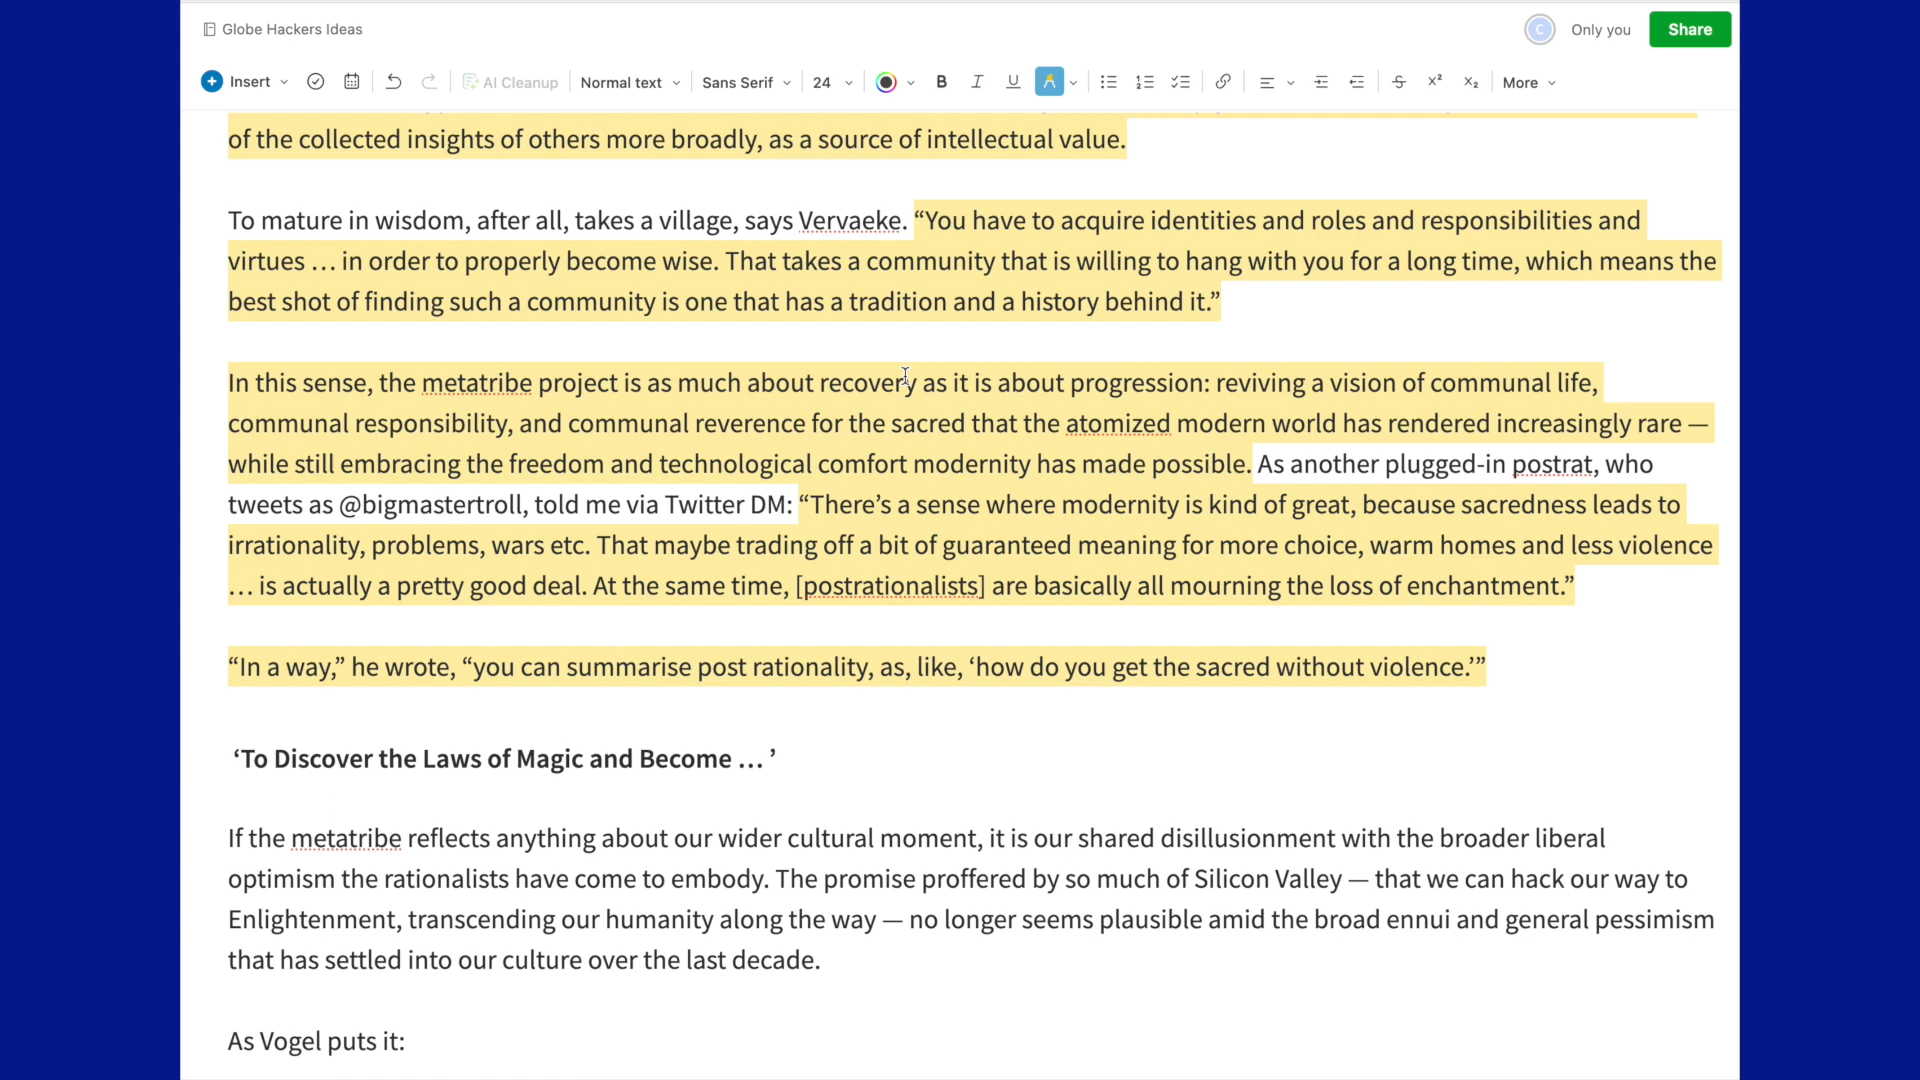 Globe Hackers Ideas
C
Only you
Share
Insert
AI Cleanup
Normal text
Sans Serif
24
B
I
U
A
X²
X₂
More
of the collected insights of others more broadly, as a source of intellectual value.
To mature in wisdom, after all, takes a village, says Vervaeke. “You have to acquire identities and roles and responsibilities and
virtues … in order to properly become wise. That takes a community that is willing to hang with you for a long time, which means the
best shot of finding such a community is one that has a tradition and a history behind it.”
In this sense, the metatribe project is as much about recovery as it is about progression: reviving a vision of communal life,
communal responsibility, and communal reverence for the sacred that the atomized modern world has rendered increasingly rare —
while still embracing the freedom and technological comfort modernity has made possible. As another plugged-in postrat, who
tweets as @bigmastertroll, told me via Twitter DM: “There’s a sense where modernity is kind of great, because sacredness leads to
irrationality, problems, wars etc. That maybe trading off a bit of guaranteed meaning for more choice, warm homes and less violence
… is actually a pretty good deal. At the same time, [postrationalists] are basically all mourning the loss of enchantment.”
“In a way,” he wrote, “you can summarise post rationality, as, like, ‘how do you get the sacred without violence.’”
‘To Discover the Laws of Magic and Become … ’
If the metatribe reflects anything about our wider cultural moment, it is our shared disillusionment with the broader liberal
optimism the rationalists have come to embody. The promise proffered by so much of Silicon Valley — that we can hack our way to
Enlightenment, transcending our humanity along the way — no longer seems plausible amid the broad ennui and general pessimism
that has settled into our culture over the last decade.
As Vogel puts it: